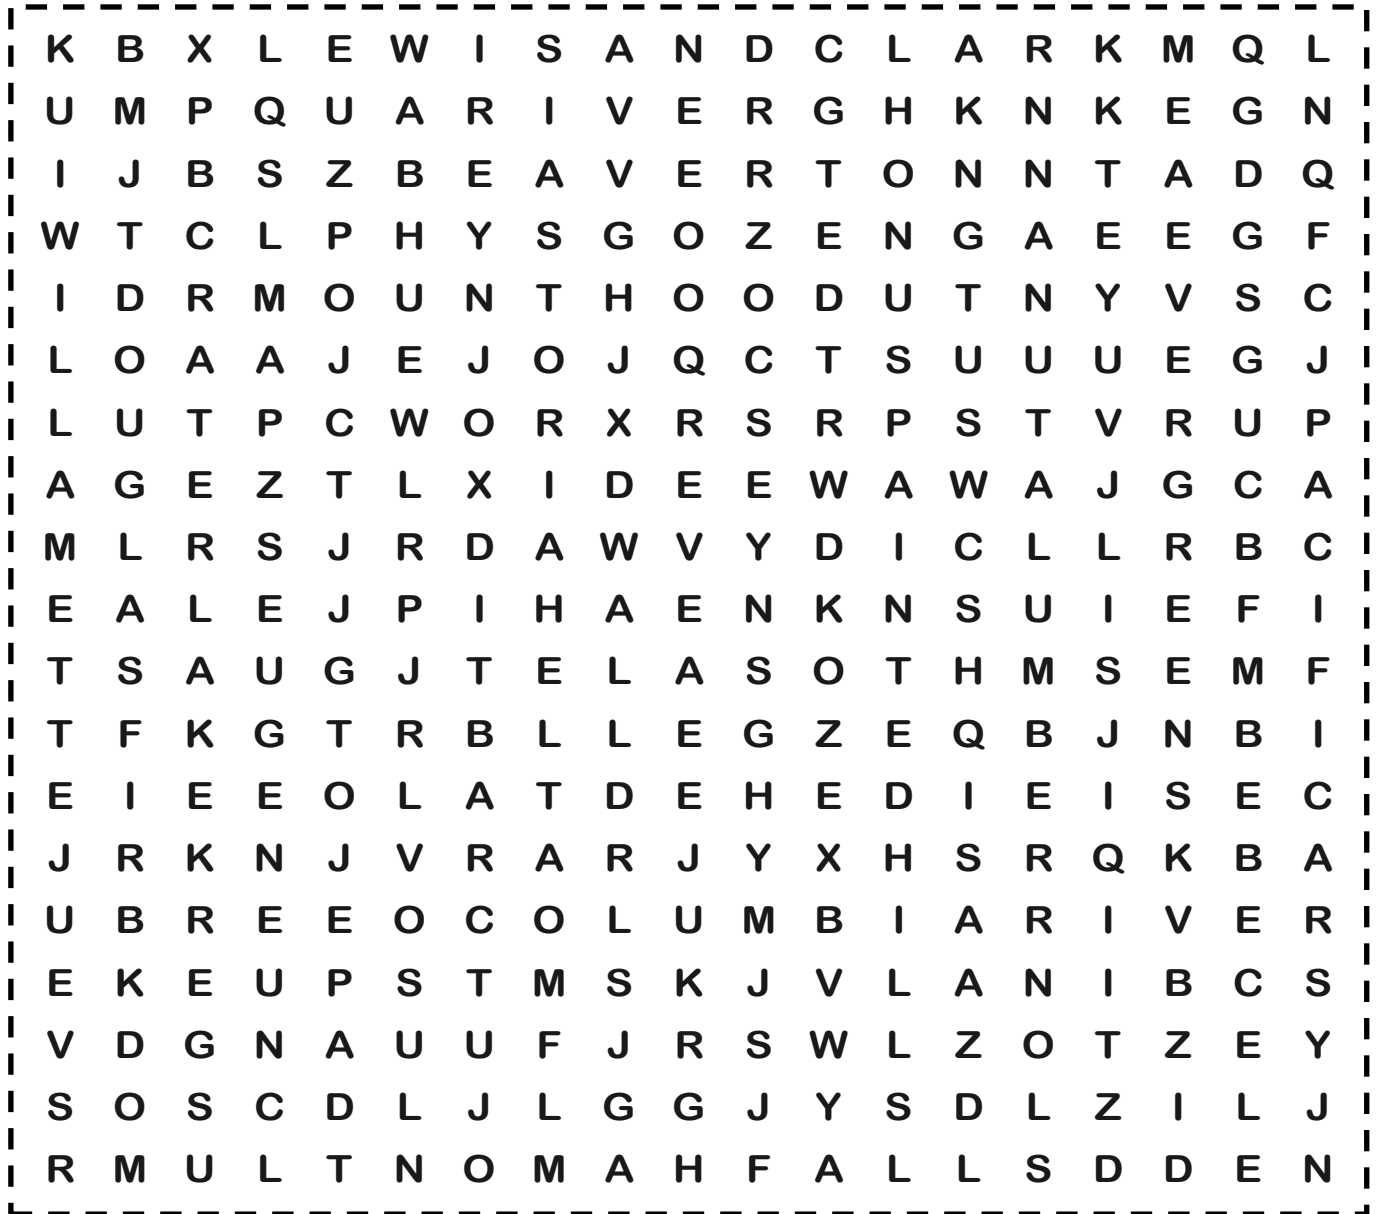 K B X L E W I S A N D C L A R K M Q L
U M P Q U A R I V E R G H K N K E G N
I J B S Z B E A V E R T O N N T A D Q
W T C L P H Y S G O Z E N G A E E G F
I D R M O U N T H O O D U T N Y V S C
L O A A J E J O J Q C T S U U U E G J
L U T P C W O R X R S R P S T V R U P
A G E Z T L X I D E E W A W A J G C A
M L R S J R D A W V Y D I C L L R B C
E A L E J P I H A E N K N S U I E F I
T S A U G J T E L A S O T H M S E M F
T F K G T R B L L E G Z E Q B J N B I
E I E E O L A T D E H E D I E I S E C
J R K N J V R A R J Y X H S R Q K B A
U B R E E O C O L U M B I A R I V E R
E K E U P S T M S K J V L A N I B C S
V D G N A U U F J R S W L Z O T Z E Y
S O S C D L J L G G J Y S D L Z I L J
R M U L T N O M A H F A L L S D D E N